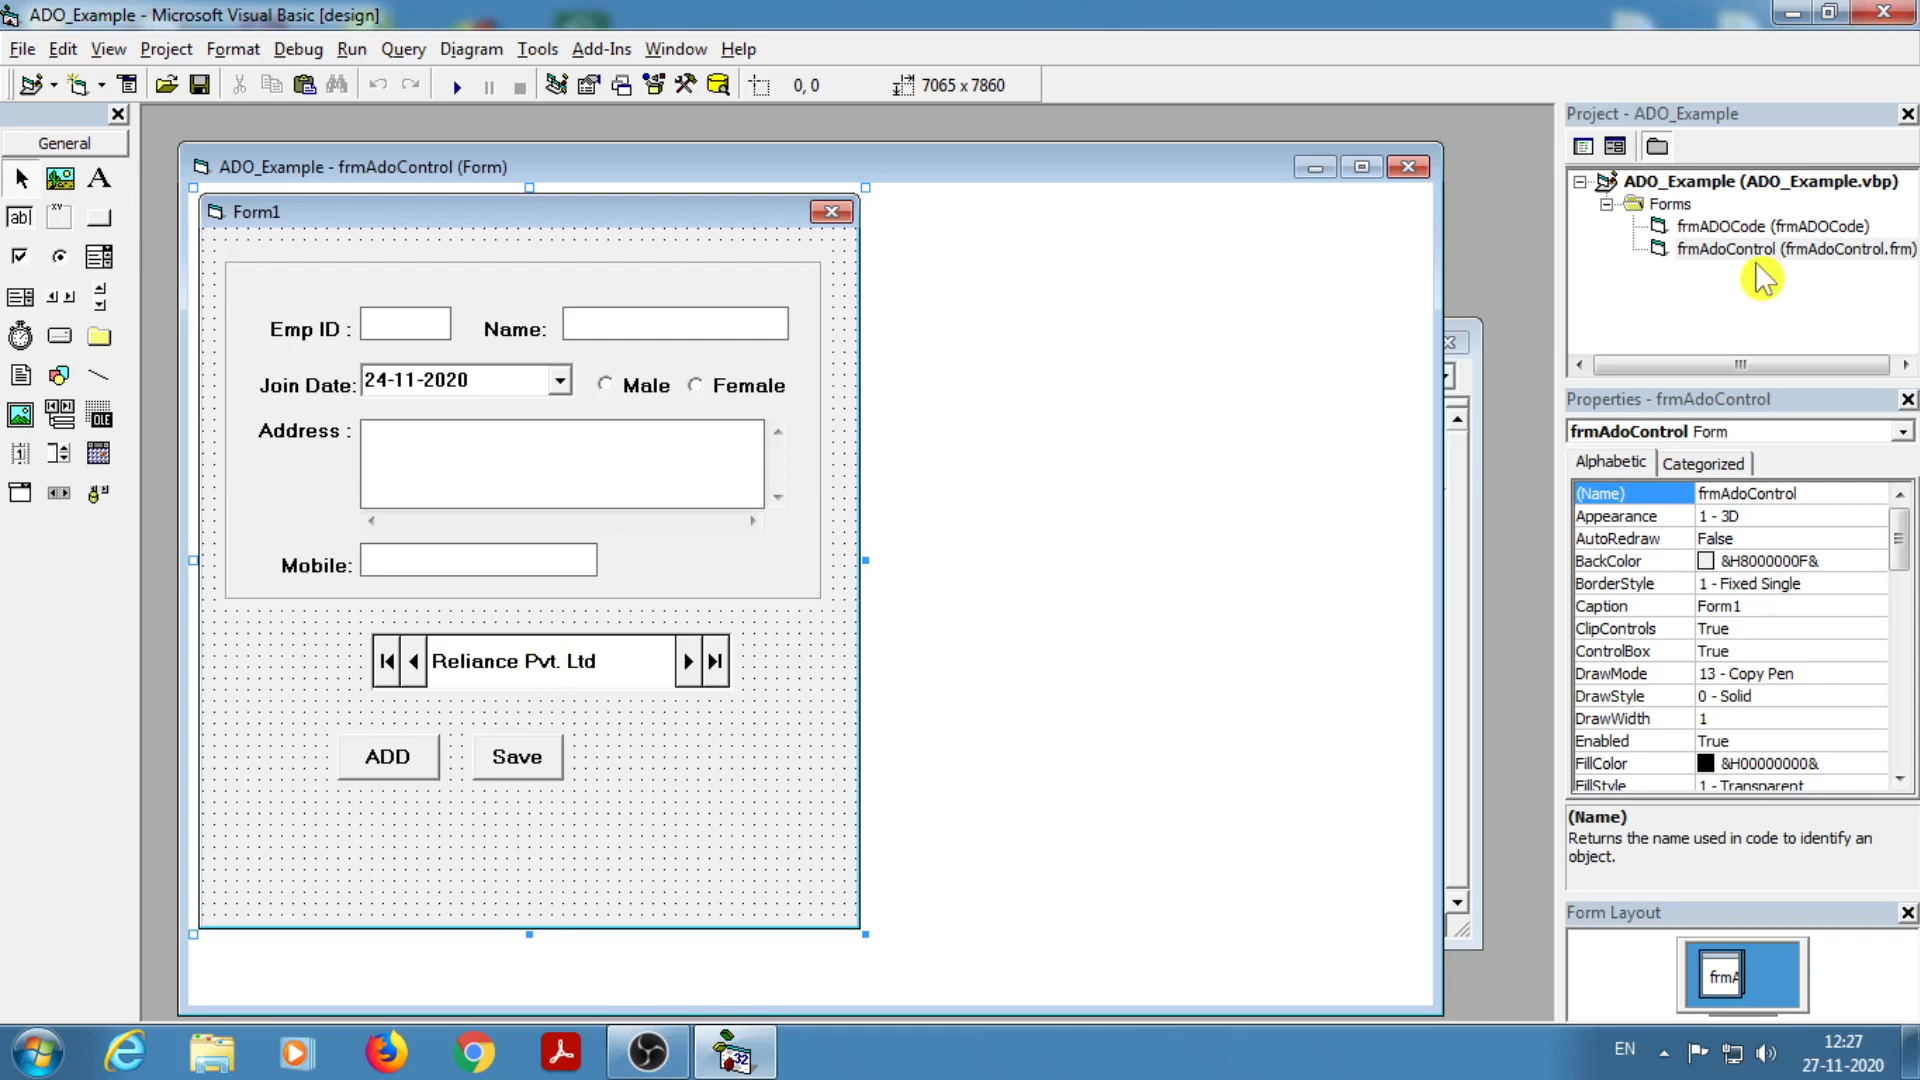 ADO_Example - Microsoft Visual Basic [design]
File Edit View Project Format Debug Run Query Diagram Tools Add-Ins Window Help
0, 0 7065 x 7860
General
ADO_Example - frmAdoControl (Form)
Form1
Emp ID : Name:
Join Date: 24-11-2020 Male Female
Address :
Mobile:
Reliance Pvt. Ltd
ADD Save
Project - ADO_Example
ADO_Example (ADO_Example.vbp)
Forms
frmADOCode (frmADOCode)
frmAdoControl (frmAdoControl.frm)
Properties - frmAdoControl
frmAdoControl Form
Alphabetic Categorized
(Name) frmAdoControl
Appearance 1 - 3D
AutoRedraw False
BackColor &H8000000F&
BorderStyle 1 - Fixed Single
Caption Form1
ClipControls True
ControlBox True
DrawMode 13 - Copy Pen
DrawStyle 0 - Solid
DrawWidth 1
Enabled True
FillColor &H00000000&
FillStyle 1 - Transparent
(Name)
Returns the name used in code to identify an
object.
Form Layout
frmA
EN
12:27
27-11-2020